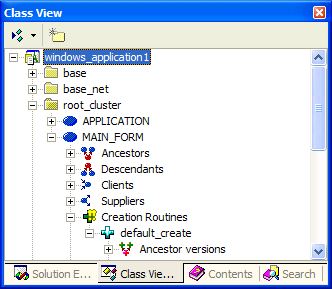 Class View
windows_application1
base
base_net
root_cluster
APPLICATION
MAIN_FORM
Ancestors
Descendants
Clients
Suppliers
Creation Routines
default_create
Ancestor versions
Solution E... Class Vie... Contents Search